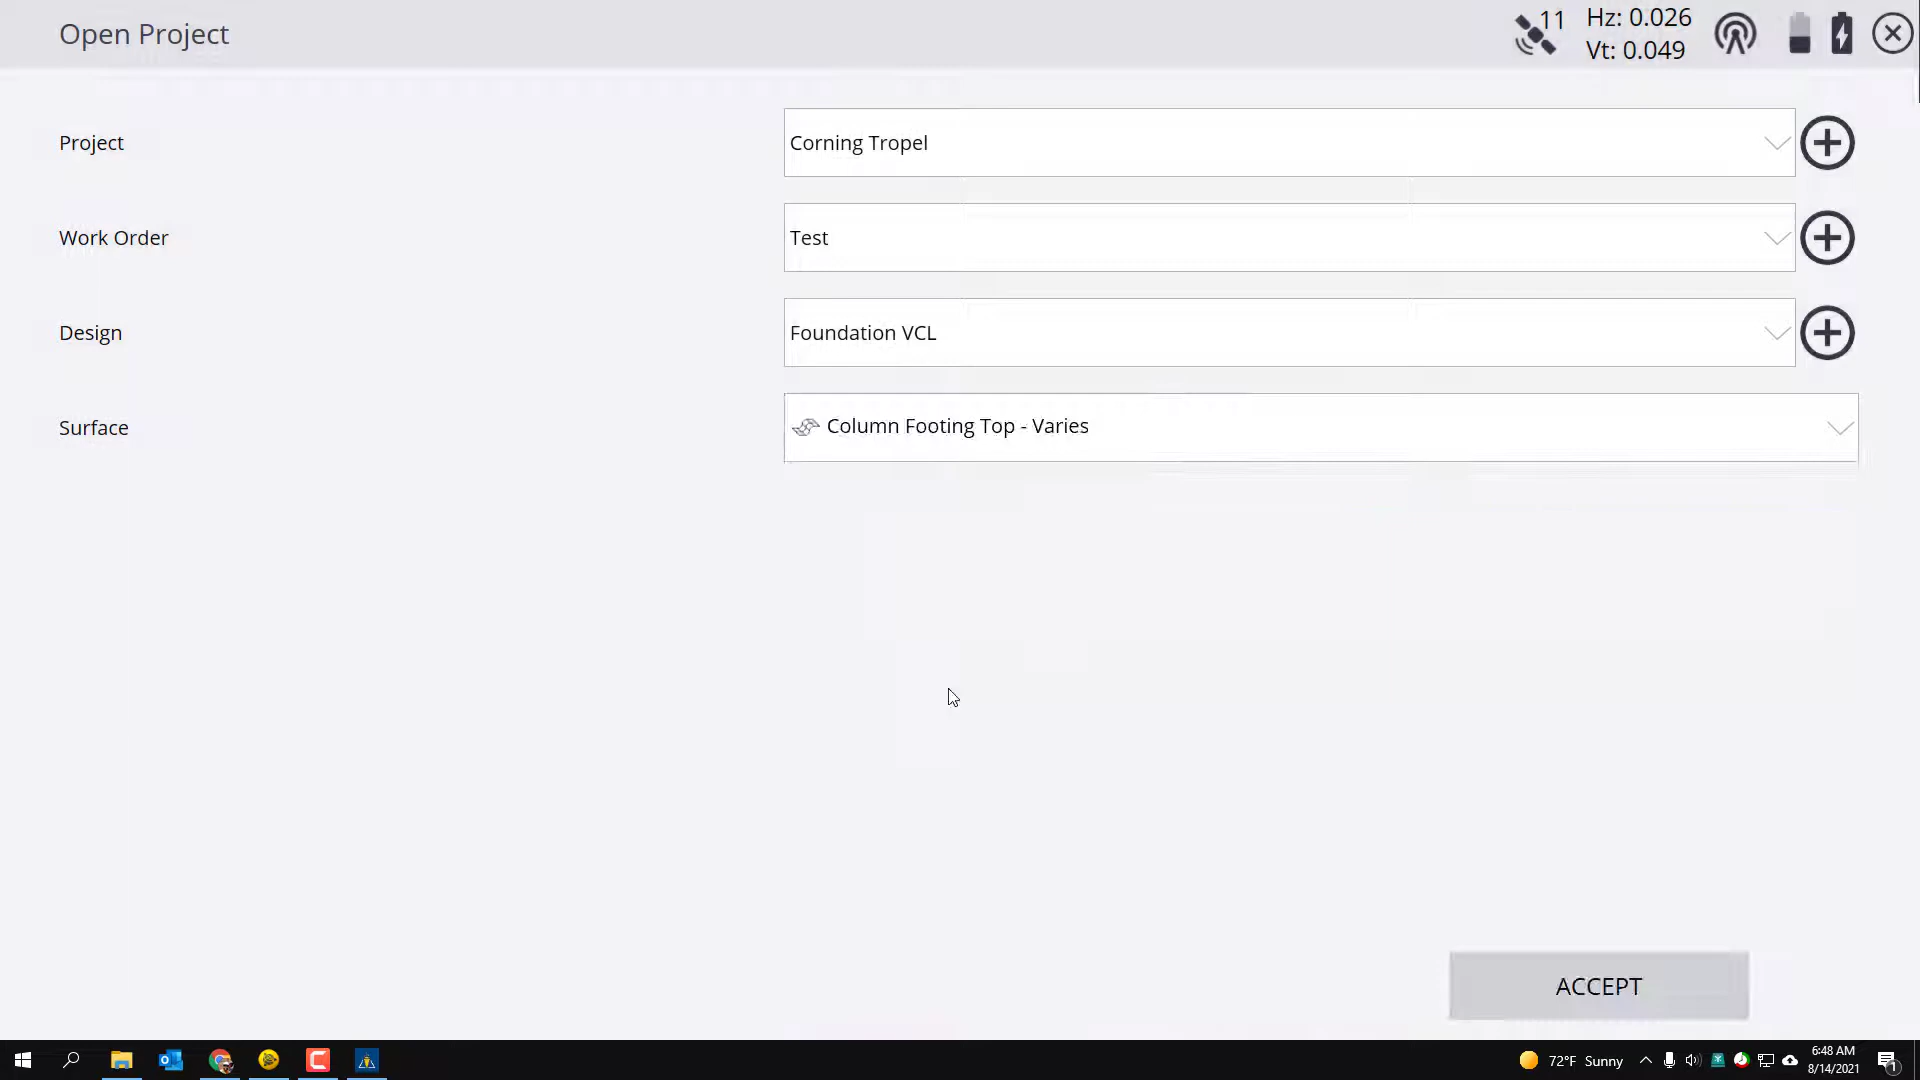 Open Project
11
Hz: 0.026
Vt: 0.049
Project
Corning Tropel
Work Order
Test
Design
Foundation VCL
Surface
Column Footing Top - Varies
ACCEPT
72°F Sunny
6:48 AM
8/14/2021
1